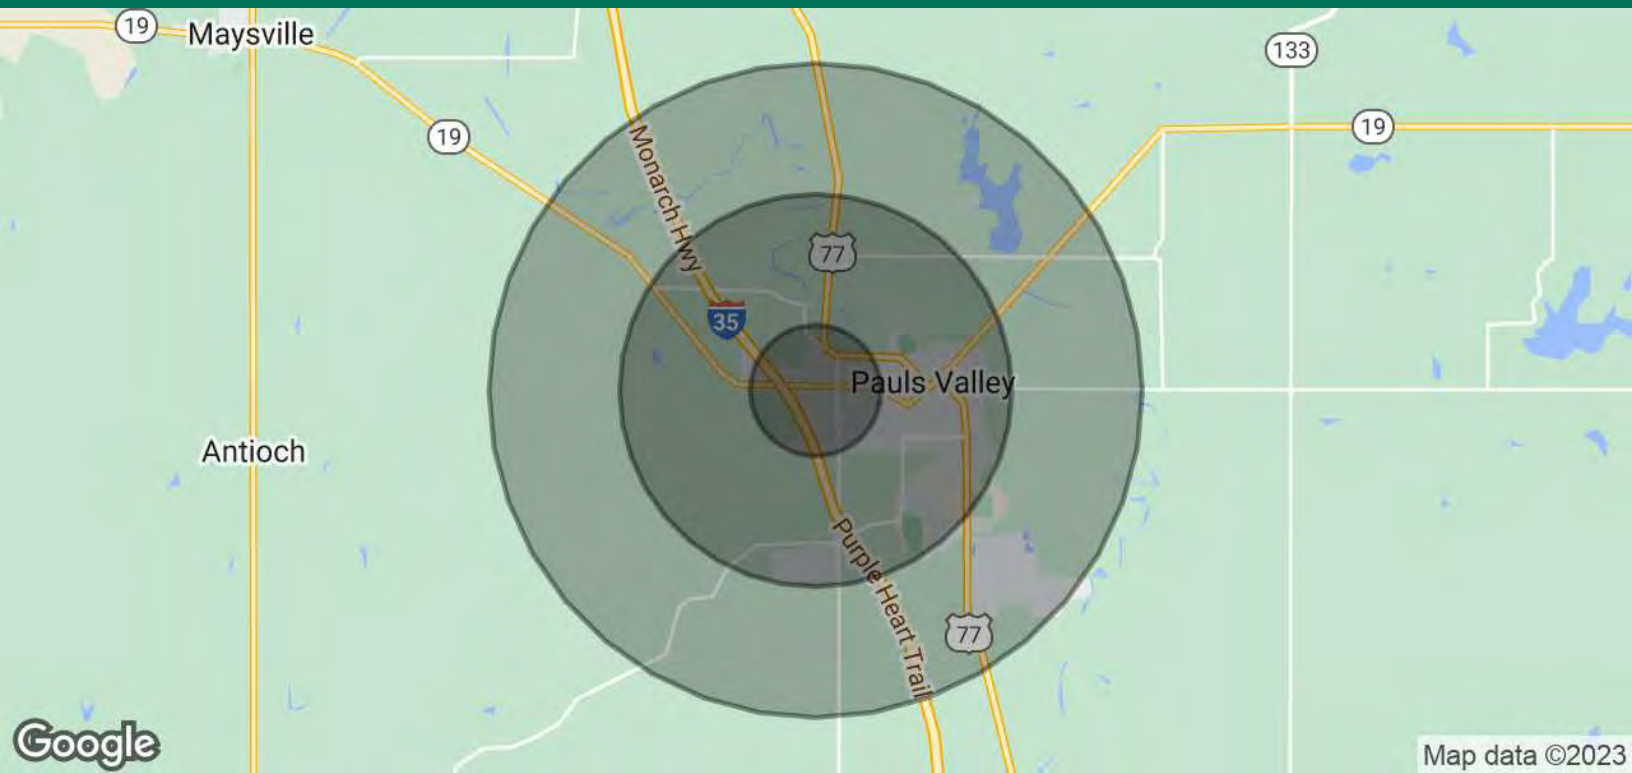 19
Maysville
133
19
19
Monarch Hwy
77
35
Pauls Valley
Antioch
Purple Heart Trail
77
Google
Map data ©2023